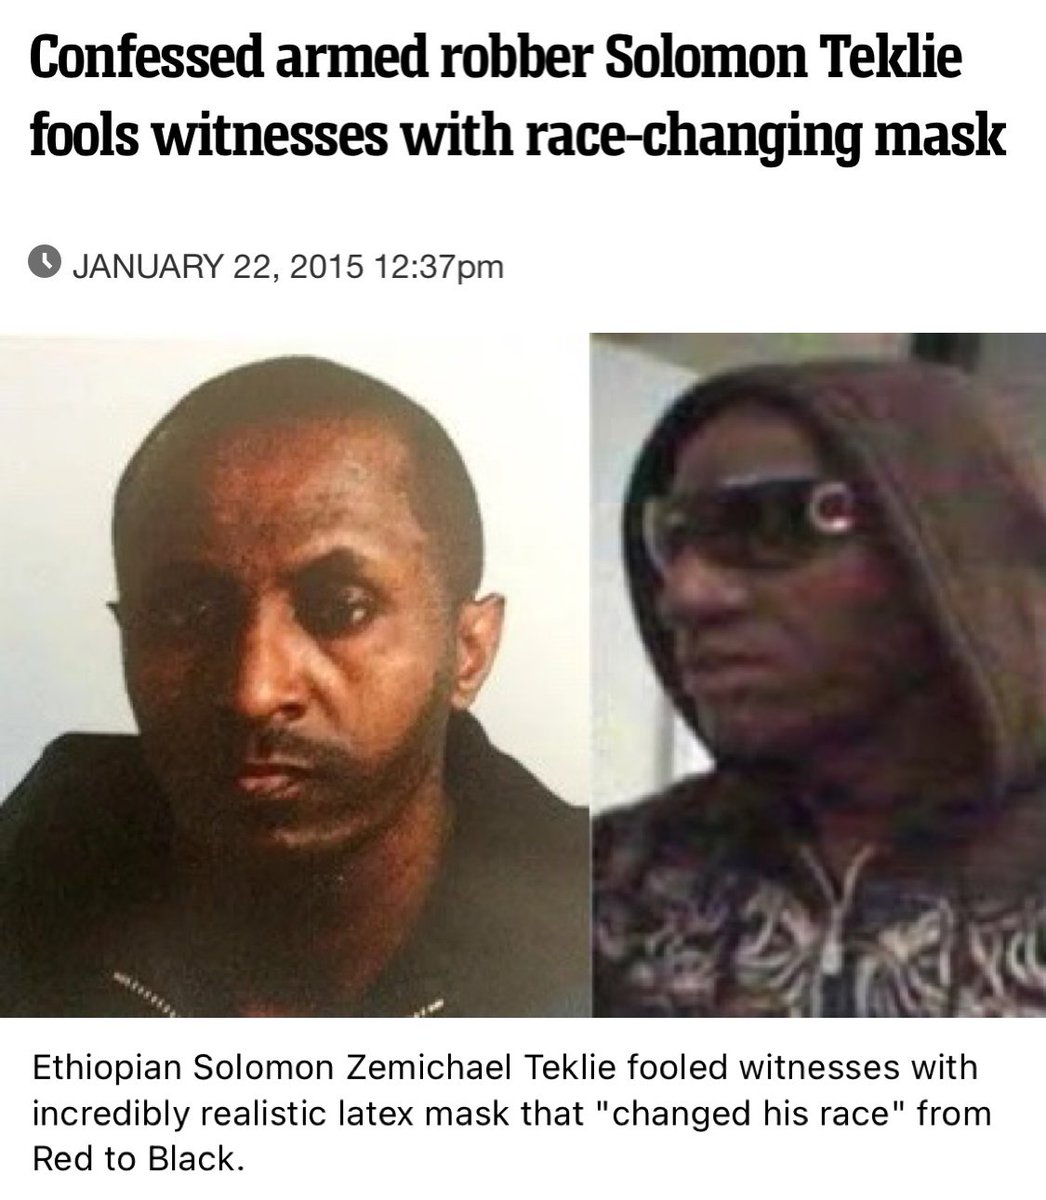 Confessed armed robber Solomon Teklie
fools witnesses with race-changing mask
JANUARY 22, 2015 12:37pm
Ethiopian Solomon Zemichael Teklie fooled witnesses with
incredibly realistic latex mask that "changed his race" from
Red to Black.